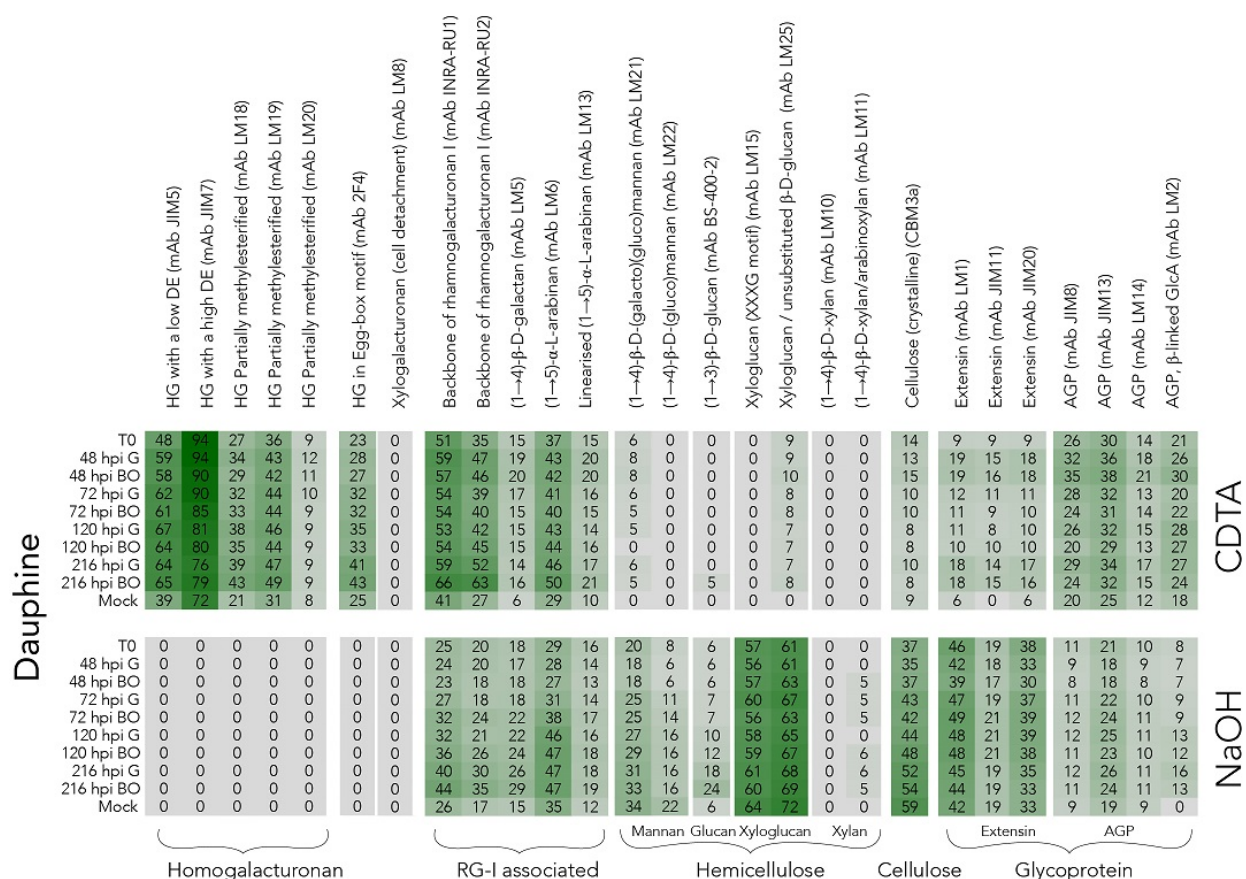 HG with a low DE (mAb JIM5)
HG with a high DE (mAb JIM7)
HG Partially methylesterified (mAb LM18)
HG Partially methylesterified (mAb LM19)
HG Partially methylesterified (mAb LM20)
HG in Egg-box motif (mAb 2F4)
Xylogalacturonan (cell detachment) (mAb LM8)
Backbone of rhamnogalacturonan I (mAb INRA-RU1)
Backbone of rhamnogalacturonan I (mAb INRA-RU2)
(1→4)-β-D-galactan (mAb LM5)
(1→5)-α-L-arabinan (mAb LM6)
Linearised (1→5)-α-L-arabinan (mAb LM13)
(1→4)-β-D-(galacto)(gluco)mannan (mAb LM21)
(1→4)-β-D-(gluco)mannan (mAb LM22)
(1→3)-β-D-glucan (mAb BS-400-2)
Xyloglucan (XXXG motif) (mAb LM15)
Xyloglucan / unsubstituted β-D-glucan (mAb LM25)
(1→4)-β-D-xylan (mAb LM10)
(1→4)-β-D-xylan/arabinoxylan (mAb LM11)
Cellulose (crystalline) (CBM3a)
Extensin (mAb LM1)
Extensin (mAb JIM11)
Extensin (mAb JIM20)
AGP (mAb JIM8)
AGP (mAb JIM13)
AGP (mAb LM14)
AGP, β-linked GlcA (mAb LM2)
Dauphine
CDTA
T0 48 94 27 36 9 23 0 51 35 15 37 15 6 0 0 0 9 0 0 14 9 9 9 26 30 14 21
48 hpi G 59 94 34 43 12 28 0 59 47 19 43 20 8 0 0 0 9 0 0 13 19 15 18 32 36 18 26
48 hpi BO 58 90 29 42 11 27 0 57 46 20 42 20 8 0 0 0 10 0 0 15 19 16 18 35 38 21 30
72 hpi G 62 90 32 44 10 32 0 54 39 17 41 16 6 0 0 0 8 0 0 10 12 11 11 28 32 13 20
72 hpi BO 61 85 33 44 9 32 0 54 40 15 40 15 5 0 0 0 8 0 0 10 11 9 10 24 31 14 22
120 hpi G 67 81 38 46 9 35 0 53 42 15 43 14 5 0 0 0 7 0 0 8 11 8 10 26 32 15 28
120 hpi BO 64 80 35 44 9 33 0 54 45 15 44 16 0 0 0 0 7 0 0 8 10 10 10 20 29 13 27
216 hpi G 64 76 39 47 9 41 0 59 52 14 46 17 6 0 0 0 7 0 0 10 18 14 17 29 34 17 27
216 hpi BO 65 79 43 49 9 43 0 66 63 16 50 21 5 0 5 0 8 0 0 8 18 15 16 24 32 15 24
Mock 39 72 21 31 8 25 0 41 27 6 29 10 0 0 0 0 0 0 0 9 6 0 6 20 25 12 18
NaOH
T0 0 0 0 0 0 0 0 25 20 18 29 16 20 8 6 57 61 0 0 37 46 19 38 11 21 10 8
48 hpi G 0 0 0 0 0 0 0 24 20 17 28 14 18 6 6 56 61 0 0 35 42 18 33 9 18 9 7
48 hpi BO 0 0 0 0 0 0 0 23 18 18 27 13 18 6 6 57 63 0 5 37 39 17 30 8 18 8 7
72 hpi G 0 0 0 0 0 0 0 27 18 18 31 14 25 11 7 60 67 0 5 43 47 19 37 11 22 10 9
72 hpi BO 0 0 0 0 0 0 0 32 24 22 38 17 25 14 7 56 63 0 5 42 49 21 39 12 24 11 9
120 hpi G 0 0 0 0 0 0 0 32 21 22 46 16 27 16 10 58 65 0 0 44 48 21 39 12 25 11 13
120 hpi BO 0 0 0 0 0 0 0 36 26 24 47 18 29 16 12 59 67 0 6 48 48 21 38 11 23 10 12
216 hpi G 0 0 0 0 0 0 0 40 30 26 47 18 31 16 18 61 68 0 6 52 45 19 35 12 26 11 16
216 hpi BO 0 0 0 0 0 0 0 44 35 29 47 19 33 16 24 60 69 0 5 54 44 19 33 11 24 11 13
Mock 0 0 0 0 0 0 0 26 17 15 35 12 34 22 6 64 72 0 0 59 42 19 33 9 19 9 0
Mannan Glucan Xyloglucan Xylan Extensin AGP
Homogalacturonan RG-I associated Hemicellulose Cellulose Glycoprotein